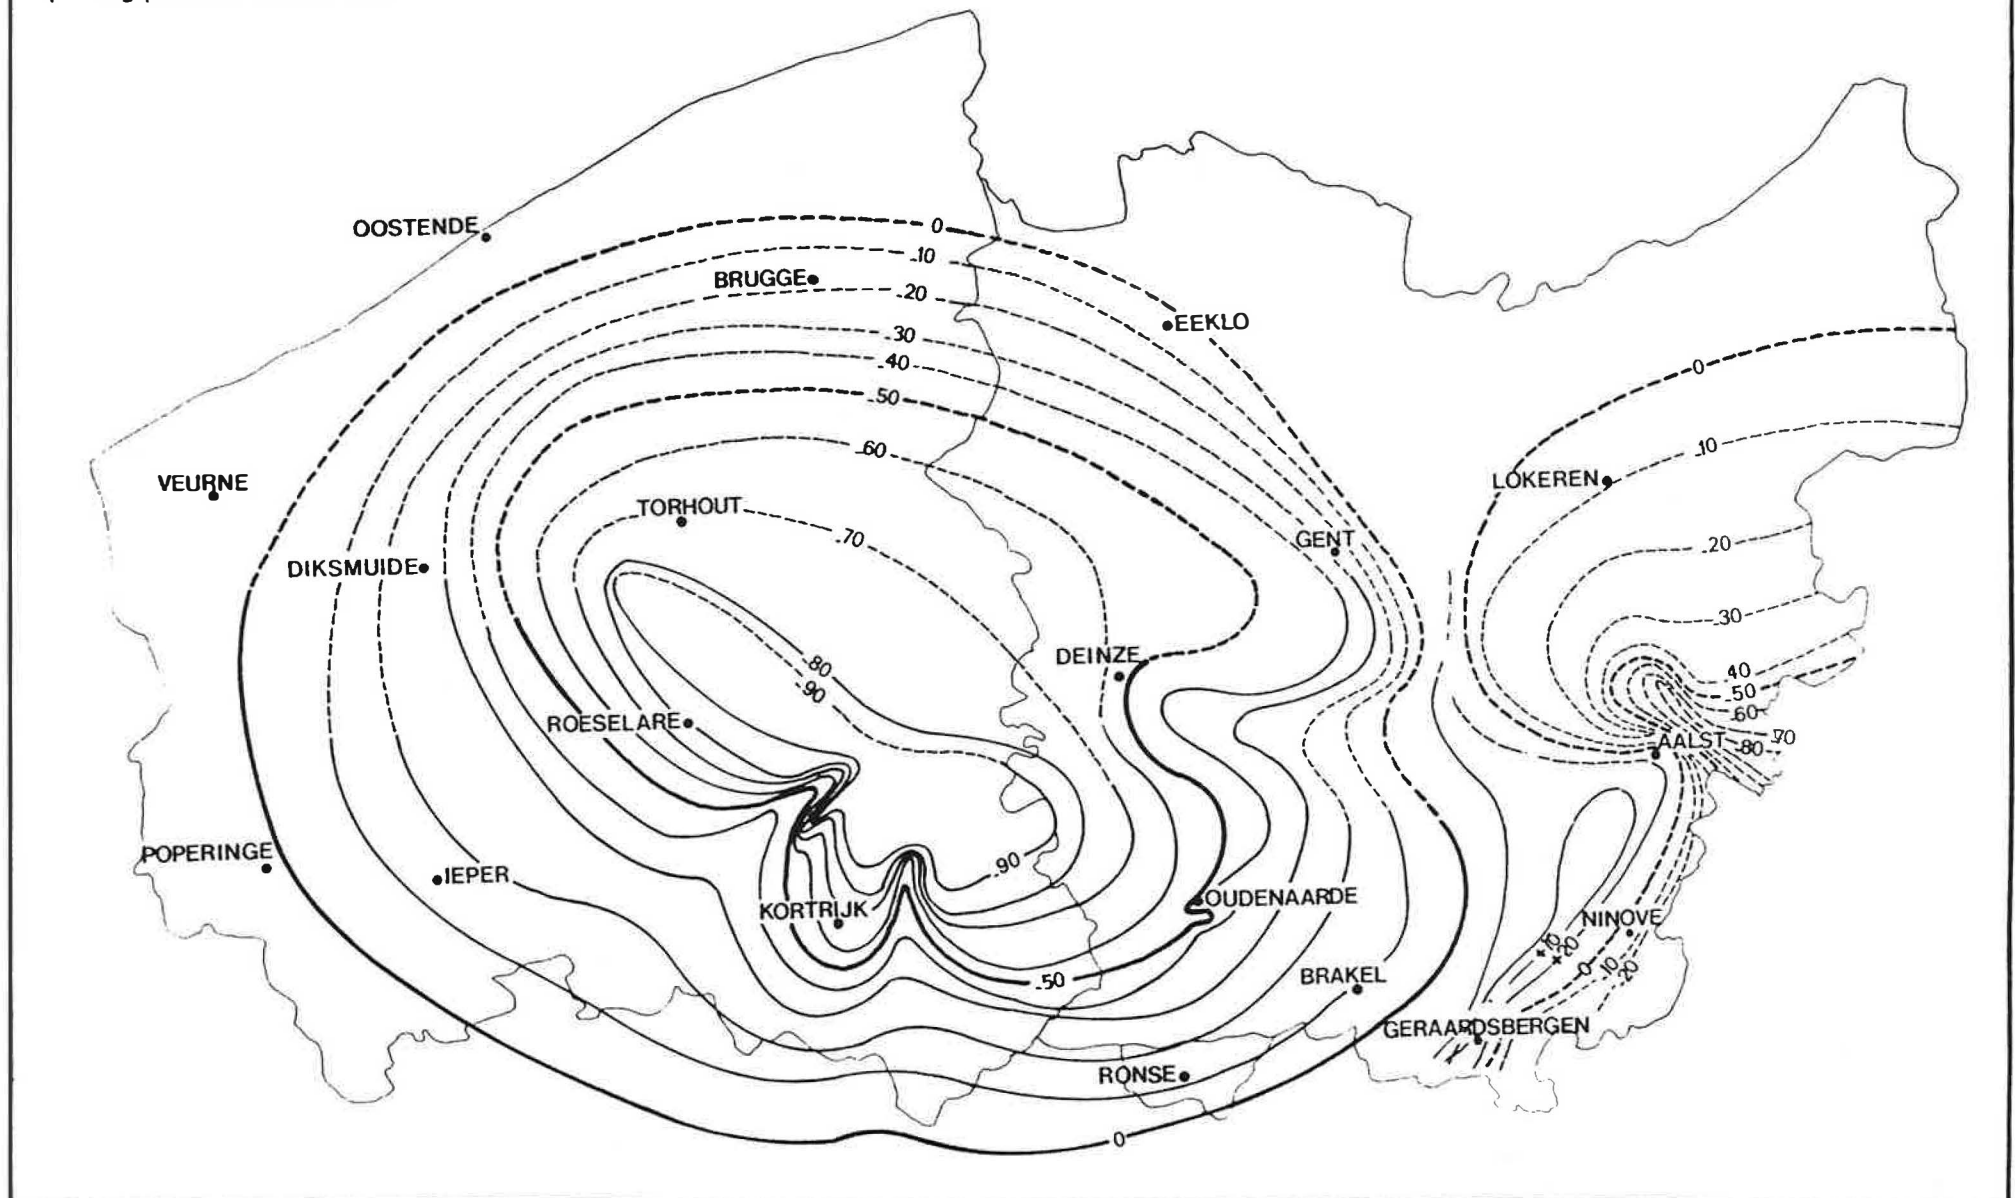 0
-10
OOSTENDE
BRUGGE
-20
EEKLO
-30
-40
0
-50
-10
-60
LOKEREN
VEURNE
TORHOUT
-70
GENT
-20
DIKSMUIDE
-30
DEINZE
-80
-40
-90
-50
-60
ROESELARE
-70
AALST
-80
POPERINGE
-90
IEPER
OUDENAARDE
KORTRIJK
NINOVE
+10
+20
0
-10
-20
-50
BRAKEL
GERAARDSBERGEN
RONSE
0